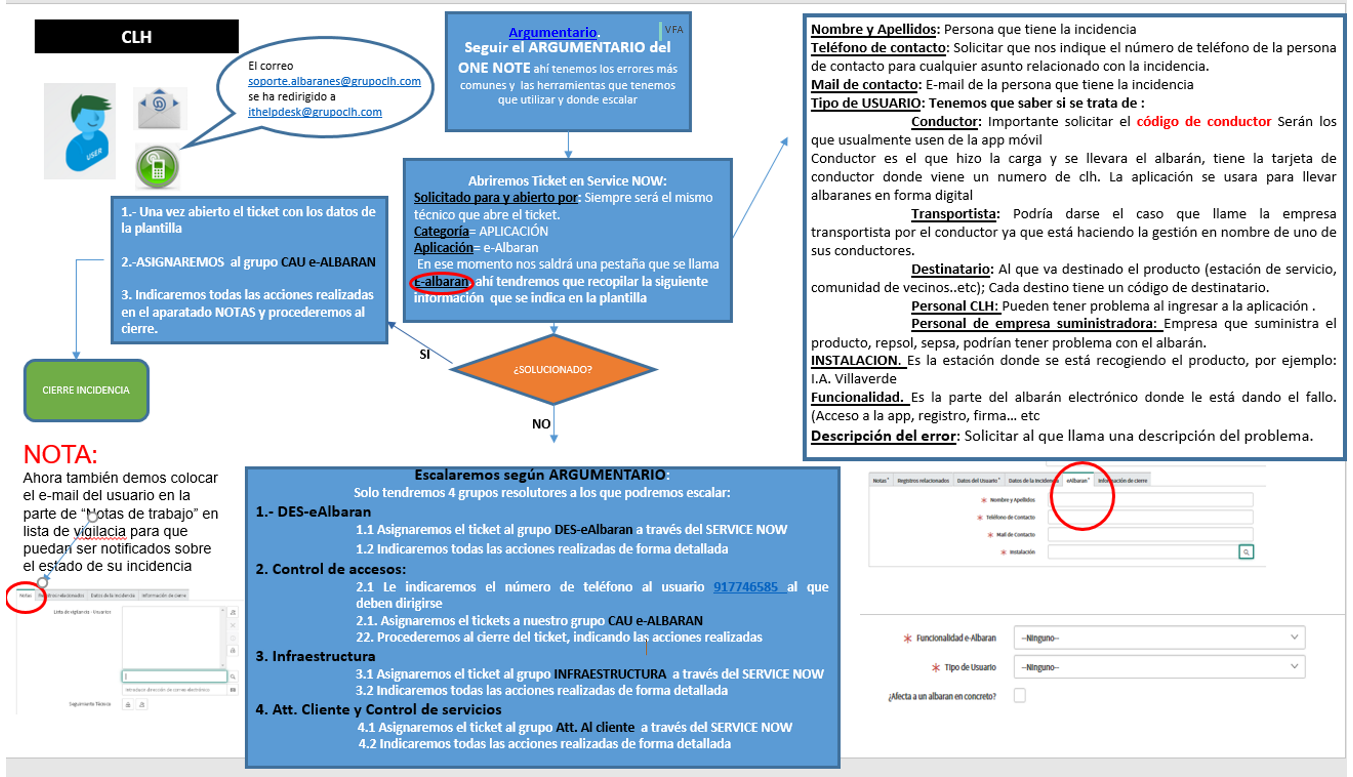 CLH
El correo
soporte.albaranes@grupoclh.com
se ha redirigido a
ithelpdesk@grupoclh.com
USER
Argumentario.
VFA
Seguir el ARGUMENTARIO del
ONE NOTE ahí tenemos los errores más
comunes y las herramientas que tenemos
que utilizar y donde escalar
Abriremos Ticket en Service NOW:
Solicitado para y abierto por: Siempre será el mismo
técnico que abre el ticket.
Categoría= APLICACIÓN
Aplicación= e-Albaran
En ese momento nos saldrá una pestaña que se llama
E-albaran, ahí tendremos que recopilar la siguiente
información que se indica en la plantilla
1.- Una vez abierto el ticket con los datos de
la plantilla
2.-ASIGNAREMOS al grupo CAU e-ALBARAN
3. Indicaremos todas las acciones realizadas
en el aparatado NOTAS y procederemos al
cierre.
SI
¿SOLUCIONADO?
NO
CIERRE INCIDENCIA
NOTA:
Ahora también demos colocar
el e-mail del usuario en la
parte de “Notas de trabajo” en
lista de vigilacia para que
puedan ser notificados sobre
el estado de su incidencia
Notas
relacionados
Datos de la Incidencia
Información de cierre
Lista de vigilancia - Usuarios
Introducir dirección de correo electrónico
Seguimiento Técnico
Escalaremos según ARGUMENTARIO:
Solo tendremos 4 grupos resolutores a los que podremos escalar:
1.- DES-eAlbaran
1.1 Asignaremos el ticket al grupo DES-eAlbaran a través del SERVICE NOW
1.2 Indicaremos todas las acciones realizadas de forma detallada
2. Control de accesos:
2.1 Le indicaremos el número de teléfono al usuario 917746585 al que
deben dirigirse
2.1. Asignaremos el tickets a nuestro grupo CAU e-ALBARAN
22. Procederemos al cierre del ticket, indicando las acciones realizadas
3. Infraestructura
3.1 Asignaremos el ticket al grupo INFRAESTRUCTURA a través del SERVICE NOW
3.2 Indicaremos todas las acciones realizadas de forma detallada
4. Att. Cliente y Control de servicios
4.1 Asignaremos el ticket al grupo Att. Al cliente a través del SERVICE NOW
4.2 Indicaremos todas las acciones realizadas de forma detallada
Nombre y Apellidos: Persona que tiene la incidencia
Teléfono de contacto: Solicitar que nos indique el número de teléfono de la persona
de contacto para cualquier asunto relacionado con la incidencia.
Mail de contacto: E-mail de la persona que tiene la incidencia
Tipo de USUARIO: Tenemos que saber si se trata de :
Conductor: Importante solicitar el código de conductor Serán los
que usualmente usen de la app móvil
Conductor es el que hizo la carga y se llevara el albarán, tiene la tarjeta de
conductor donde viene un numero de clh. La aplicación se usara para llevar
albaranes en forma digital
Transportista: Podría darse el caso que llame la empresa
transportista por el conductor ya que está haciendo la gestión en nombre de uno de
sus conductores.
Destinatario: Al que va destinado el producto (estación de servicio,
comunidad de vecinos..etc); Cada destino tiene un código de destinatario.
Personal CLH: Pueden tener problema al ingresar a la aplicación .
Personal de empresa suministradora: Empresa que suministra el
producto, repsol, sepsa, podrían tener problema con el albarán.
INSTALACION. Es la estación donde se está recogiendo el producto, por ejemplo:
I.A. Villaverde
Funcionalidad. Es la parte del albarán electrónico donde le está dando el fallo.
(Acceso a la app, registro, firma… etc
Descripción del error: Solicitar al que llama una descripción del problema.
Notas*
Registros relacionados
Datos del Usuario*
Datos de la Incidencia
eAlbaran*
Información de cierre
Nombre y Apellidos
Teléfono de Contacto
Mail de Contacto
Instalación
Funcionalidad e-Albaran
--Ninguno--
Tipo de Usuario
--Ninguno--
¿Afecta a un albaran en concreto?